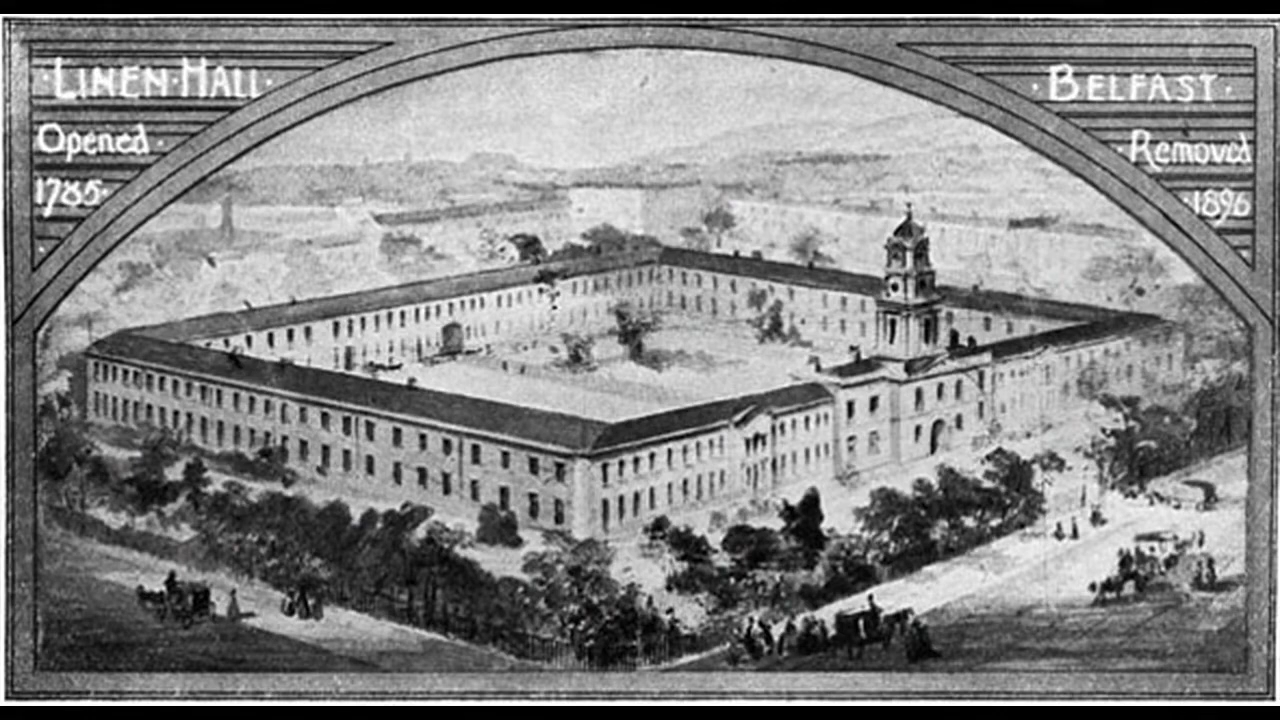 ·LINEN·HALL·
Opened·
1785·
·BELFAST·
·Removed
·1896